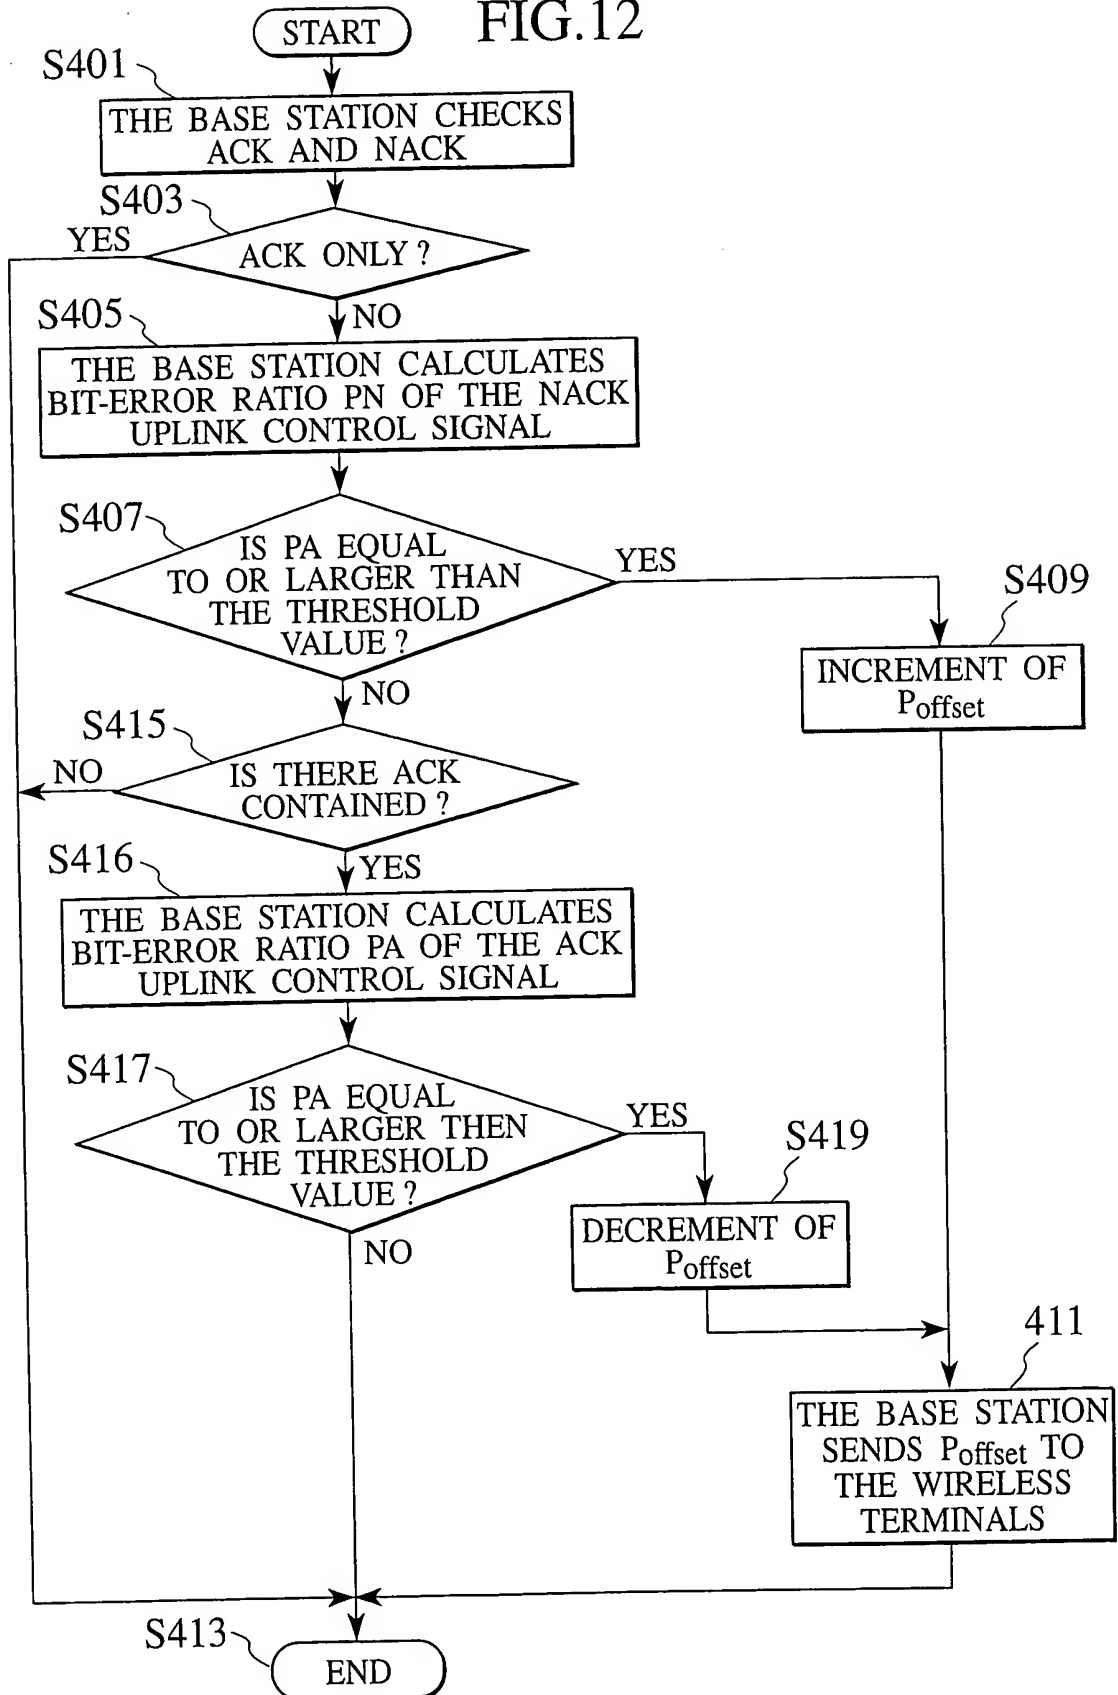 FIG.12
START
S401
THE BASE STATION CHECKS
ACK AND NACK
S403
YES
ACK ONLY ?
NO
S405
THE BASE STATION CALCULATES
BIT-ERROR RATIO PN OF THE NACK
UPLINK CONTROL SIGNAL
S407
IS PA EQUAL
TO OR LARGER THAN
THE THRESHOLD
VALUE ?
YES
S409
INCREMENT OF
Poffset
NO
S415
NO
IS THERE ACK
CONTAINED ?
YES
S416
THE BASE STATION CALCULATES
BIT-ERROR RATIO PA OF THE ACK
UPLINK CONTROL SIGNAL
S417
IS PA EQUAL
TO OR LARGER THEN
THE THRESHOLD
VALUE ?
YES
S419
DECREMENT OF
Poffset
NO
411
THE BASE STATION
SENDS Poffset TO
THE WIRELESS
TERMINALS
S413
END